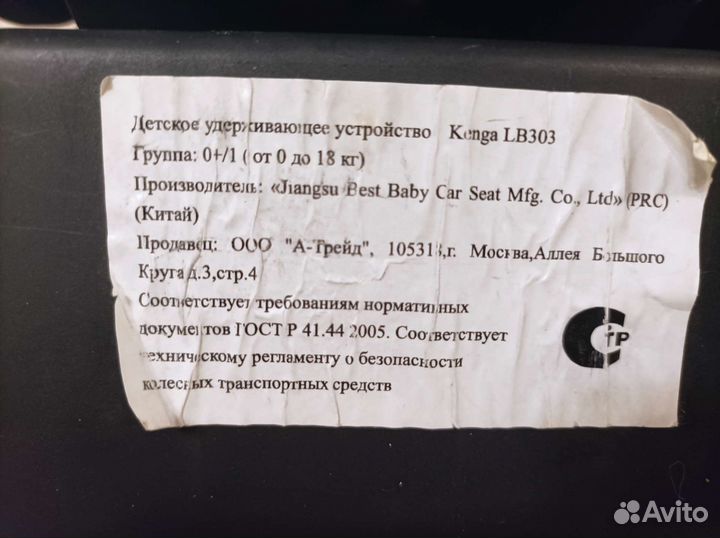 Детское удерживающее устройство Kenga LB303
Группа: 0+/1 ( от 0 до 18 кг)
Производитель: «Jiangsu Best Baby Car Seat Mfg. Co., Ltd» (PRC)
(Китай)
Продавец: ООО "А-Трейд", 105318,г. Москва,Аллея Большого
Круга д.3,стр.4
Соответствует требованиям нормативных
документов ГОСТ Р 41.44 2005. Соответствует
техническому регламенту о безопасности
колесных транспортных средств
СТР
Avito